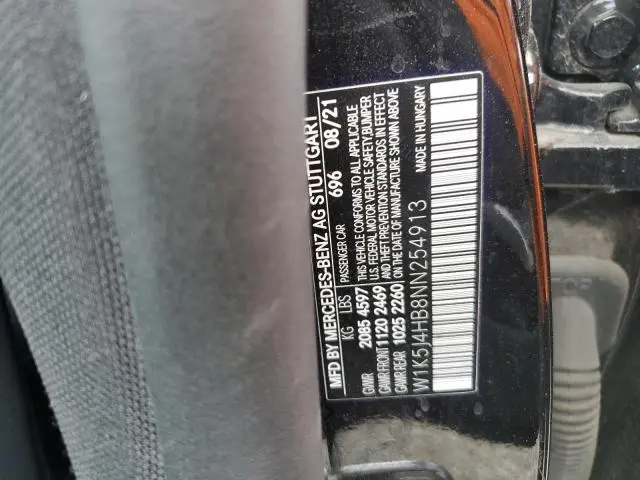 MFD BY MERCEDES-BENZ AG STUTTGART
PASSENGER CAR 696 08/21
KG LBS
GAWR 2085 4597 THIS VEHICLE CONFORMS TO ALL APPLICABLE
GAWR FRONT 1120 2469 U.S. FEDERAL MOTOR VEHICLE SAFETY,BUMPER
GAWR REAR 1025 2260 AND THEFT PREVENTION STANDARDS IN EFFECT
ON THE DATE OF MANUFACTURE SHOWN ABOVE
MADE IN HUNGARY
W1K5J4HB8NN254913